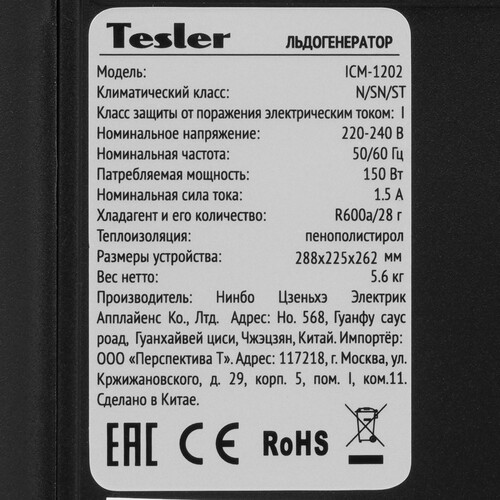 Tesler ЛЬДОГЕНЕРАТОР
Модель: ICM-1202
Климатический класс: N/SN/ST
Класс защиты от поражения электрическим током: I
Номинальное напряжение: 220-240 В
Номинальная частота: 50/60 Гц
Потребляемая мощность: 150 Вт
Номинальная сила тока: 1.5 А
Хладагент и его количество: R600a/28 г
Теплоизоляция: пенополистирол
Размеры устройства: 288x225x262 мм
Вес нетто: 5.6 кг
Производитель: Нинбо Цзеньхэ Электрик
Апплайенс Ко., Лтд. Адрес: Но. 568, Гуанфу саус
роад, Гуанхайвей циси, Чжэцзян, Китай. Импортёр:
ООО «Перспектива Т». Адрес: 117218, г. Москва, ул.
Кржижановского, д. 29, корп. 5, пом. I, ком.11.
Сделано в Китае.
EAC CE RoHS